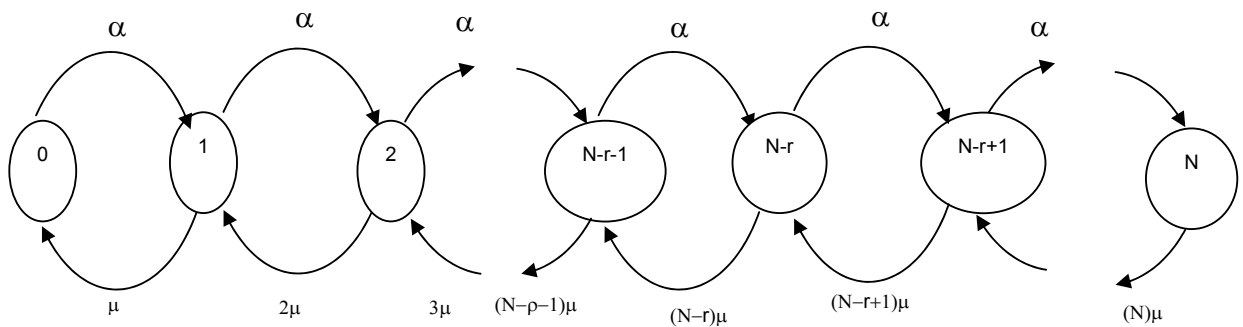 α α α α α α
0 1 2 N-r-1 N-r N-r+1 N
μ 2μ 3μ (N−ρ−1)μ (N−r)μ (N−r+1)μ (N)μ